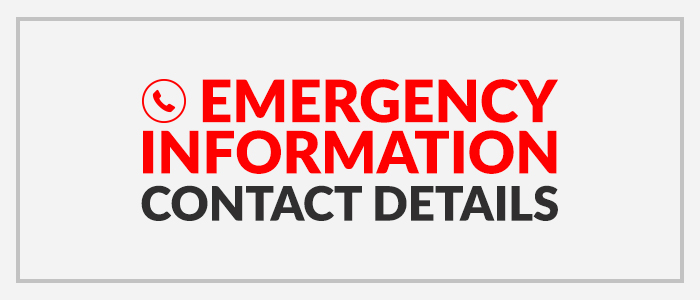 EMERGENCY
INFORMATION
CONTACT DETAILS